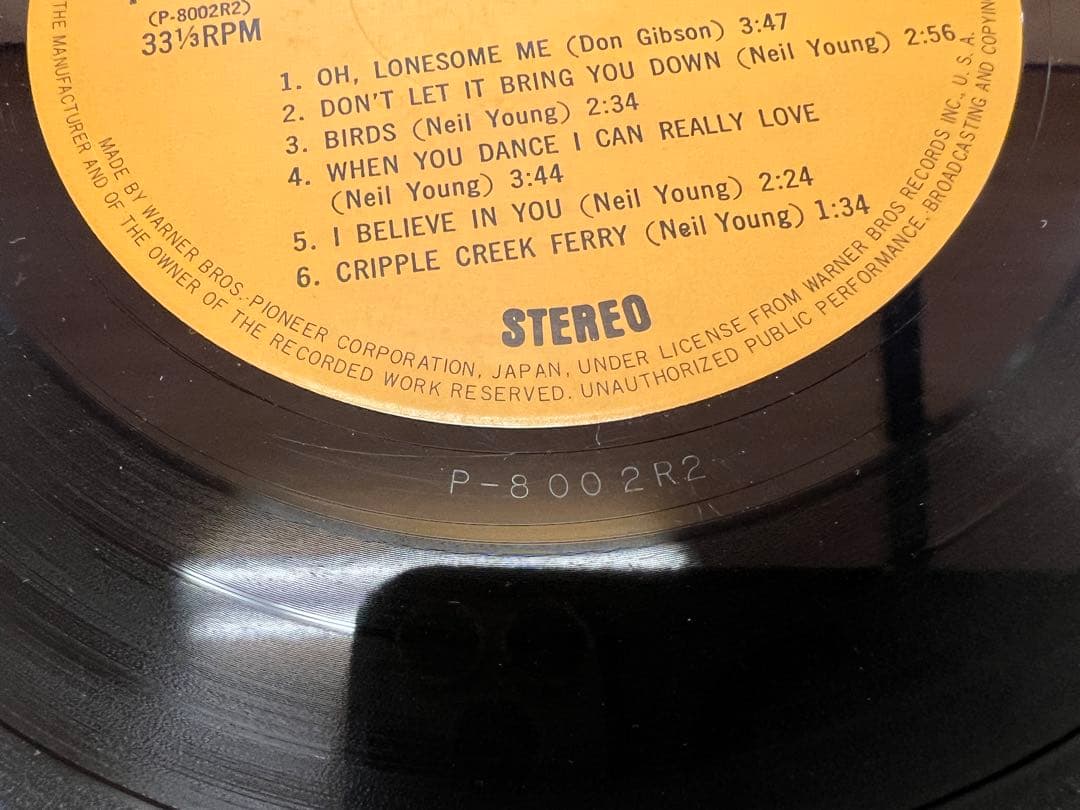 (P-8002R2)
33⅓RPM
1. OH, LONESOME ME (Don Gibson) 3:47
2. DON'T LET IT BRING YOU DOWN (Neil Young) 2:56
3. BIRDS (Neil Young) 2:34
4. WHEN YOU DANCE I CAN REALLY LOVE
(Neil Young) 3:44
5. I BELIEVE IN YOU (Neil Young) 2:24
6. CRIPPLE CREEK FERRY (Neil Young) 1:34
STEREO
MADE BY WARNER BROS.-PIONEER CORPORATION, JAPAN, UNDER LICENSE FROM WARNER BROS RECORDS INC., U.S.A.
THE MANUFACTURER AND OF THE OWNER OF THE RECORDED WORK RESERVED. UNAUTHORIZED PUBLIC PERFORMANCE. BROADCASTING AND COPYIN
P-8002R2